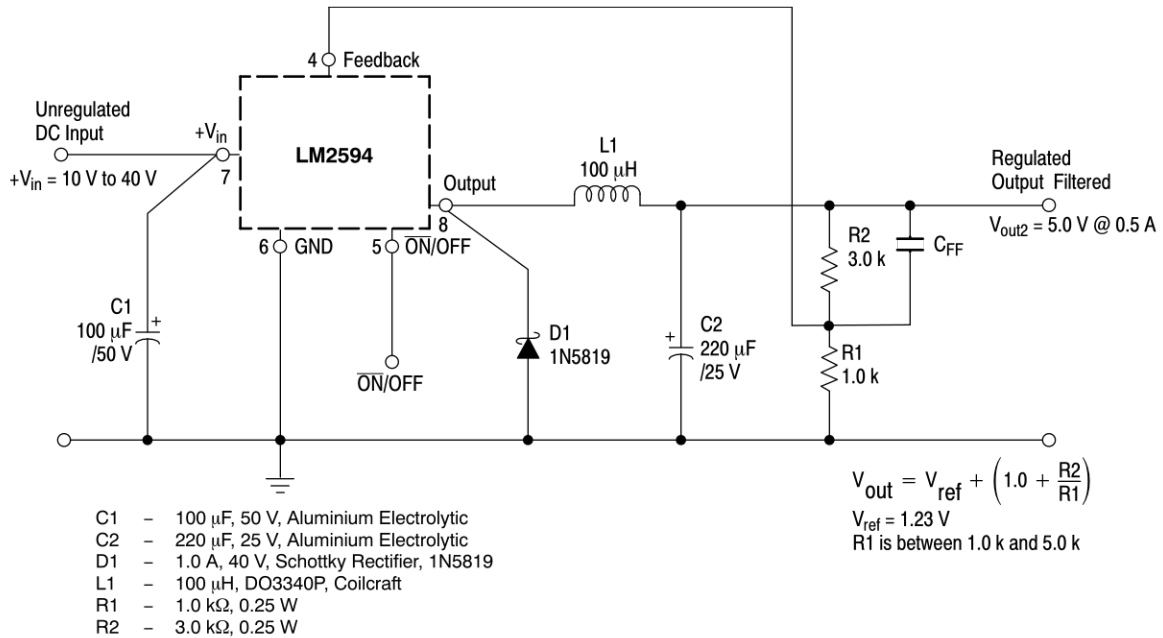 4 Feedback
Unregulated
DC Input
+Vin
LM2594
7
+Vin = 10 V to 40 V
Output
8
L1
100 μH
Regulated
Output Filtered
Vout2 = 5.0 V @ 0.5 A
6 GND
5 ON/OFF
R2
3.0 k
CFF
C1
100 μF
/50 V
+
ON/OFF
D1
1N5819
+
C2
220 μF
/25 V
R1
1.0 k
Vout = Vref + (1.0 + R2/R1)
Vref = 1.23 V
R1 is between 1.0 k and 5.0 k
C1 – 100 μF, 50 V, Aluminium Electrolytic
C2 – 220 μF, 25 V, Aluminium Electrolytic
D1 – 1.0 A, 40 V, Schottky Rectifier, 1N5819
L1 – 100 μH, DO3340P, Coilcraft
R1 – 1.0 kΩ, 0.25 W
R2 – 3.0 kΩ, 0.25 W